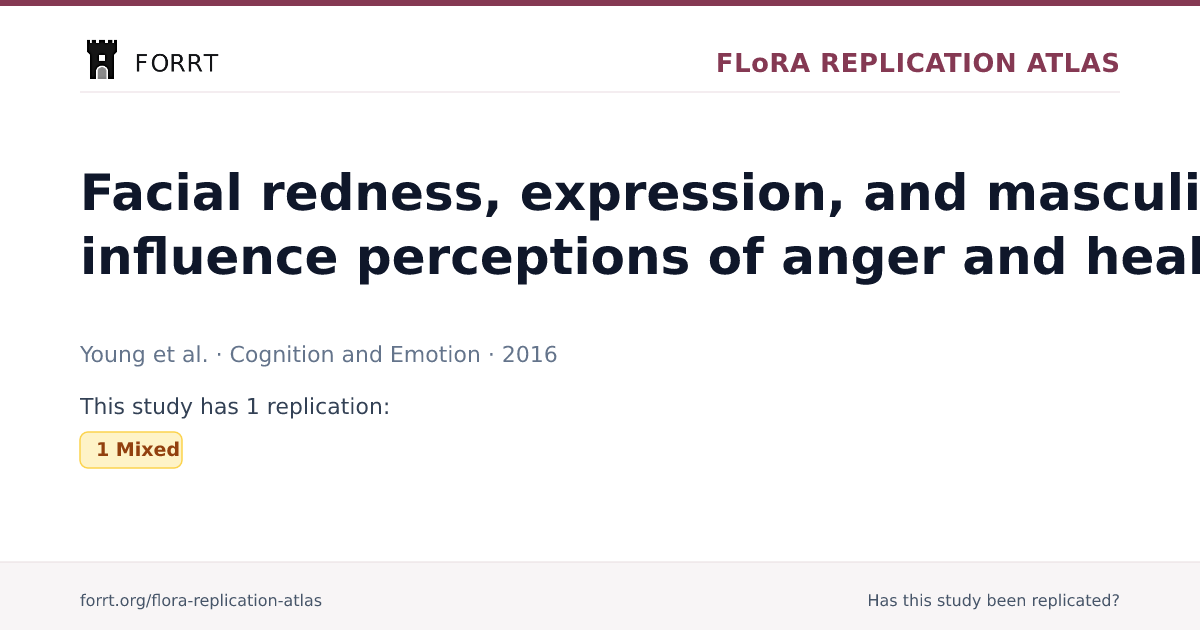 FORRT
FLoRA REPLICATION ATLAS
Facial redness, expression, and masculi
influence perceptions of anger and heal
Young et al. · Cognition and Emotion · 2016
This study has 1 replication:
1 Mixed
forrt.org/flora-replication-atlas
Has this study been replicated?